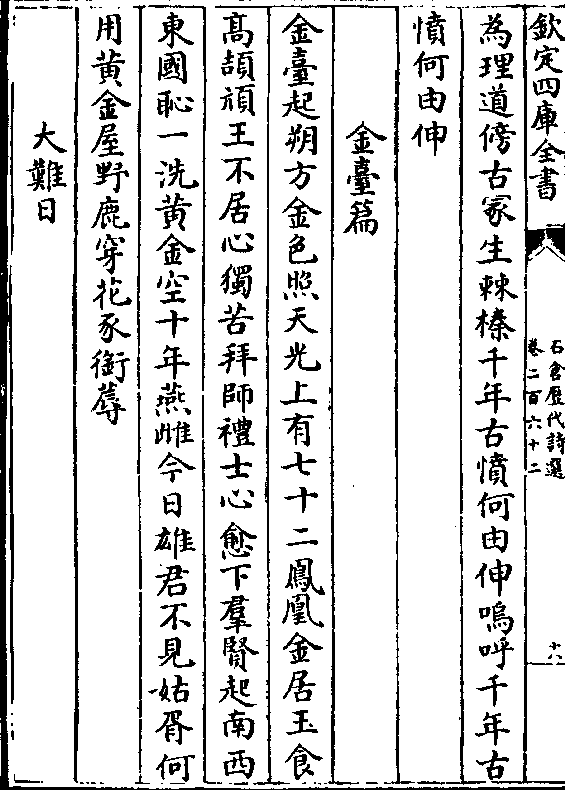 欽定四庫全書
石倉歷代詩選
卷二百六十二
十八
為理道傍古冢生棘榛千年古憤何由伸嗚呼千年古
憤何由伸
金臺篇
金臺起朔方金色照天光上有七十二鳳凰金居玉食
髙頡頏王不居心獨苦拜師禮士心愈下羣賢起南西
東國恥一洗黄金空十年燕雌今日雄君不見姑胥何
用黄金屋野鹿穿花豕銜蓐
大難日